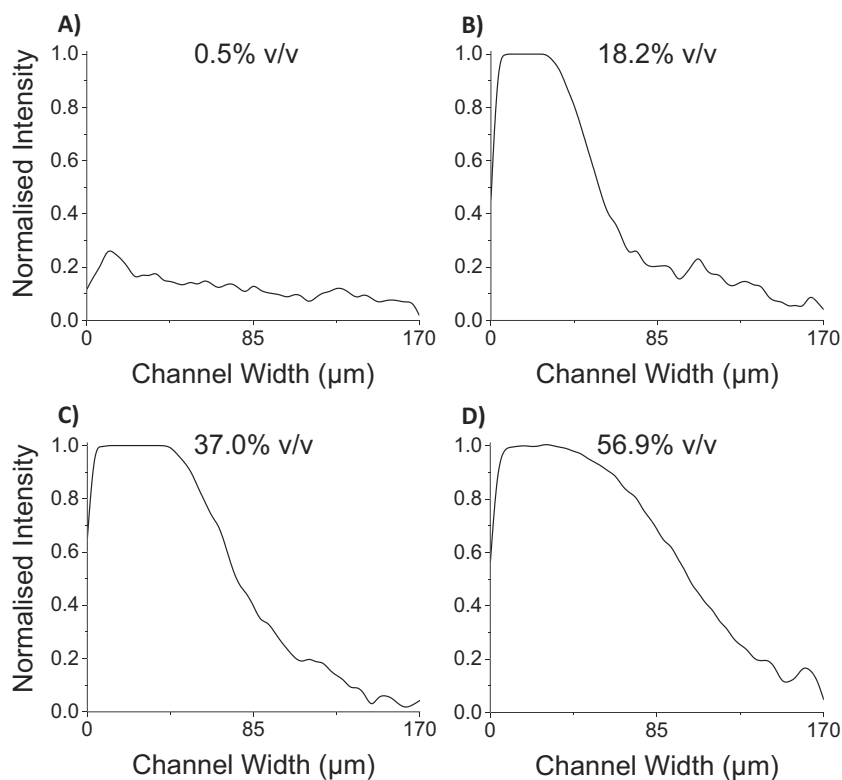 A)
0.5% v/v
Normalised Intensity
1.0
0.8
0.6
0.4
0.2
0.0
0
85
170
Channel Width (µm)
B)
18.2% v/v
1.0
0.8
0.6
0.4
0.2
0.0
0
85
170
Channel Width (µm)
C)
37.0% v/v
Normalised Intensity
1.0
0.8
0.6
0.4
0.2
0.0
0
85
170
Channel Width (µm)
D)
56.9% v/v
1.0
0.8
0.6
0.4
0.2
0.0
0
85
170
Channel Width (µm)